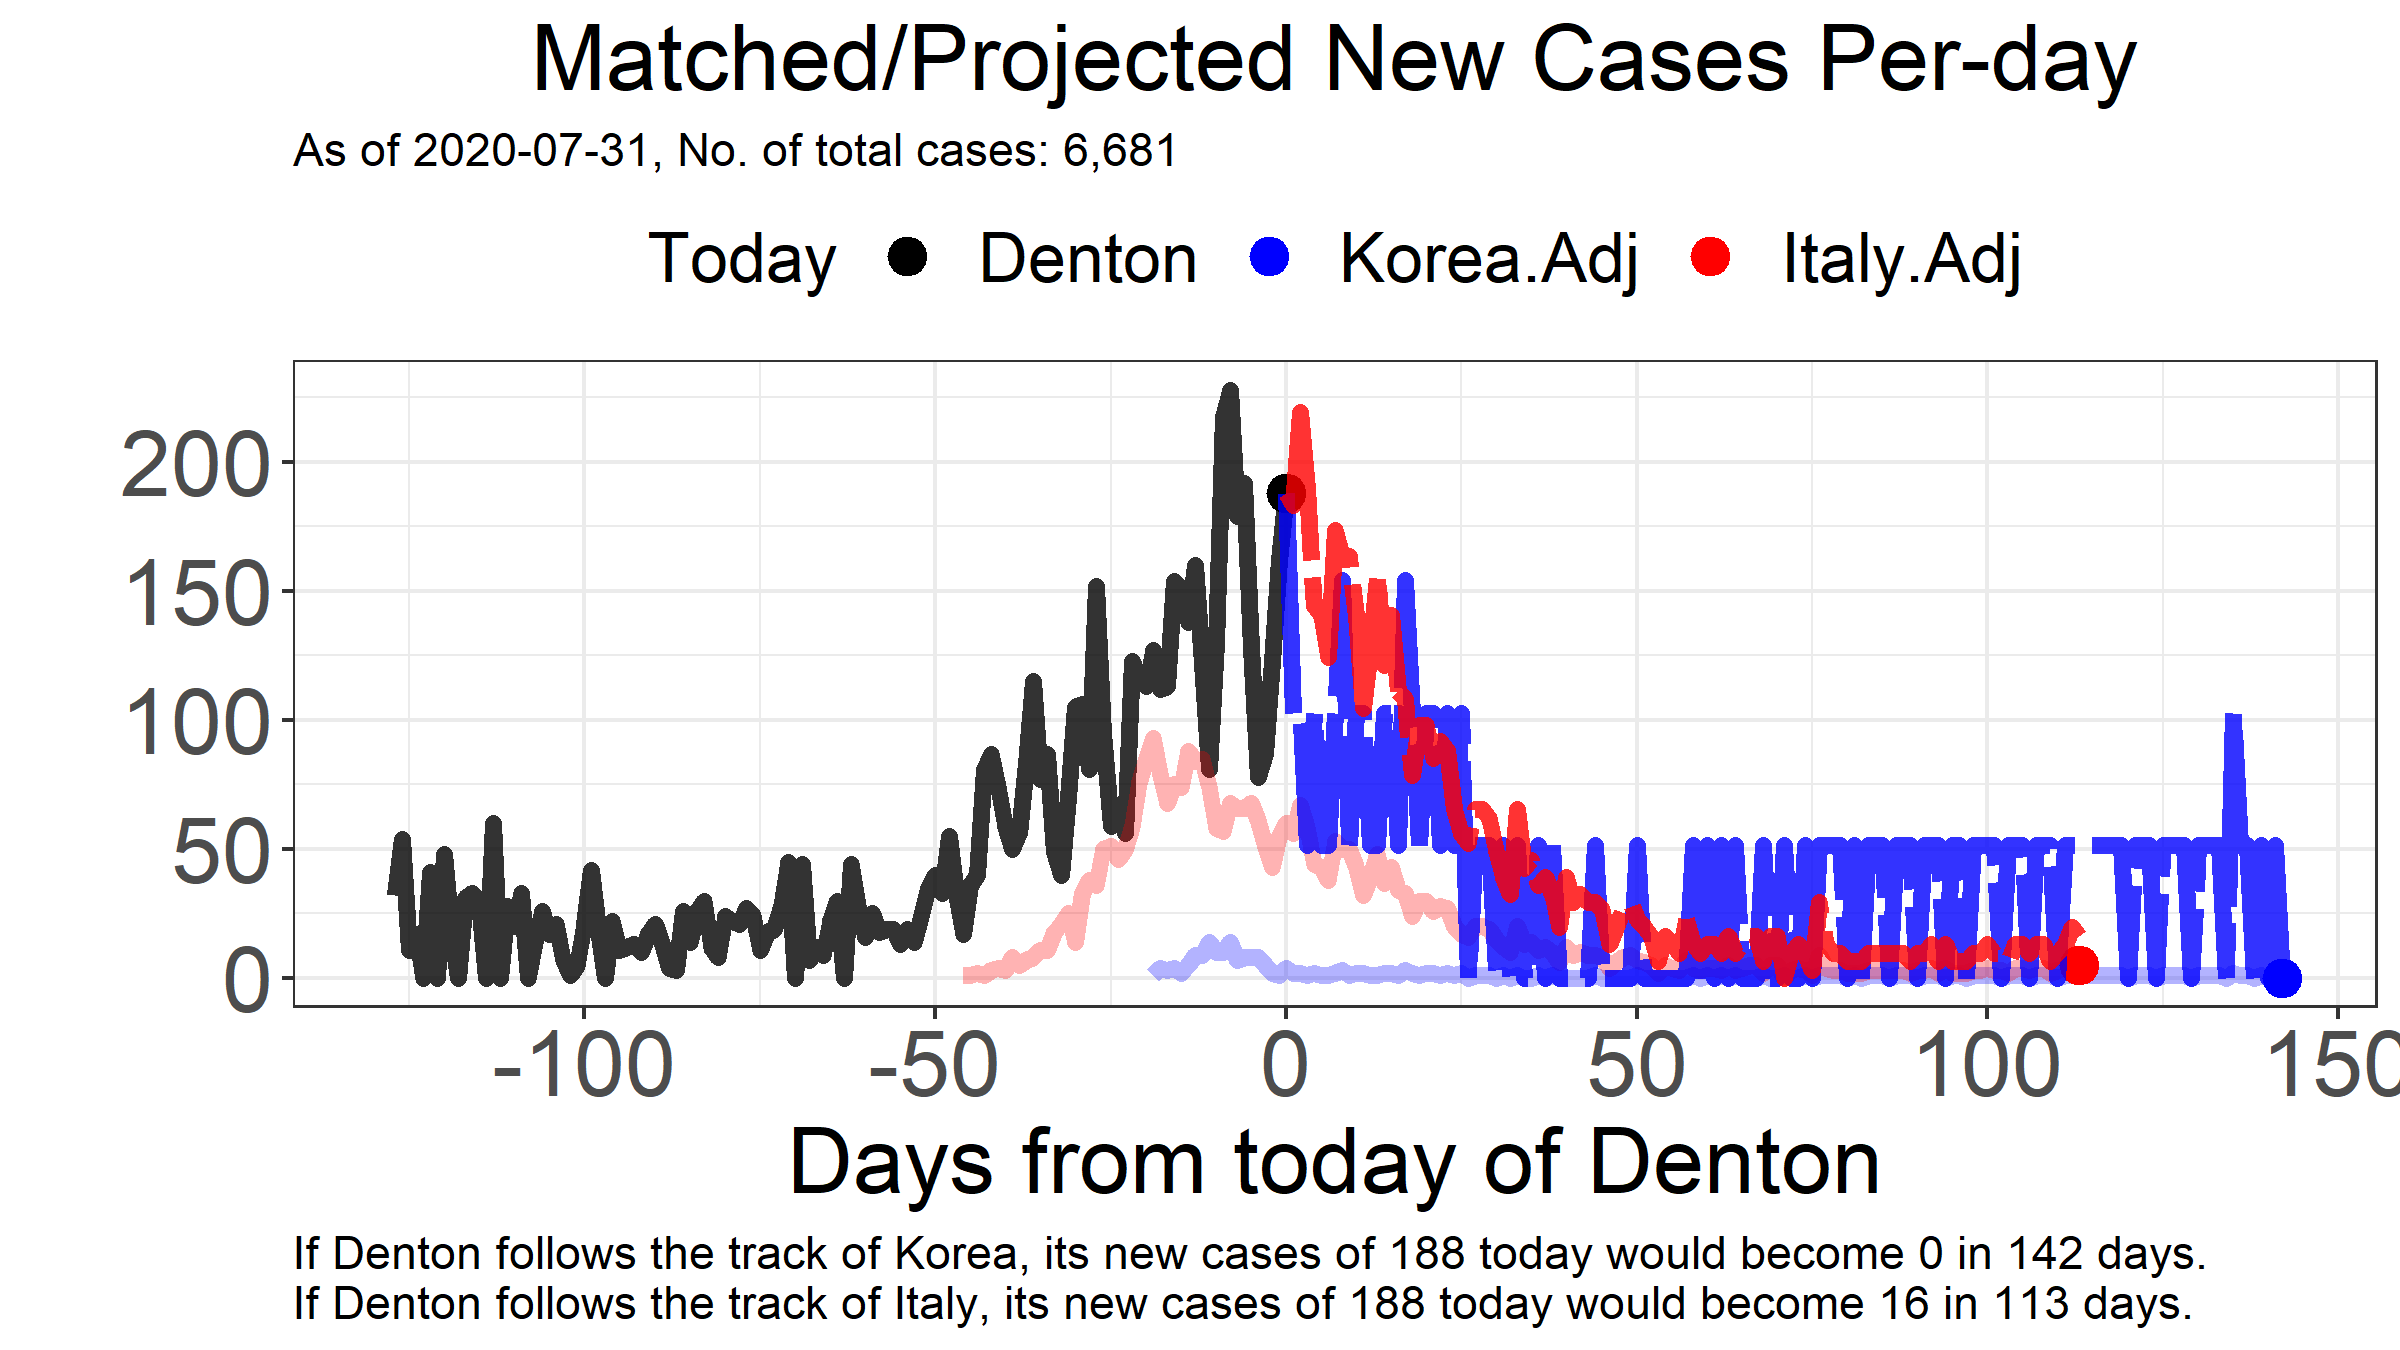 Matched/Projected New Cases Per-day
As of 2020-07-31, No. of total cases: 6,681
Today Denton Korea.Adj Italy.Adj
200
150
100
50
0
-100 -50 0 50 100 150
Days from today of Denton
If Denton follows the track of Korea, its new cases of 188 today would become 0 in 142 days.
If Denton follows the track of Italy, its new cases of 188 today would become 16 in 113 days.